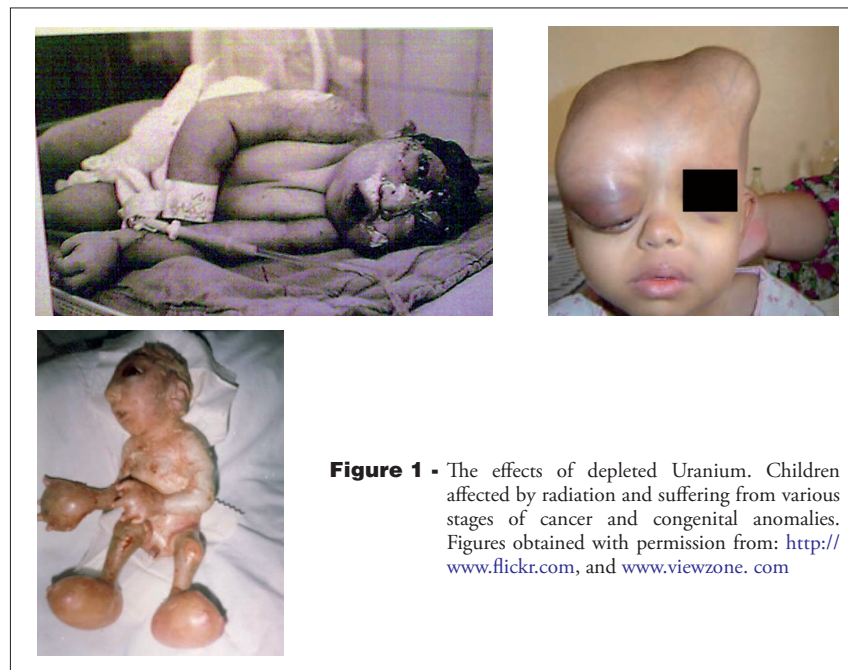 Figure 1 - The effects of depleted Uranium. Children
affected by radiation and suffering from various
stages of cancer and congenital anomalies.
Figures obtained with permission from: http://
www.flickr.com, and www.viewzone. com